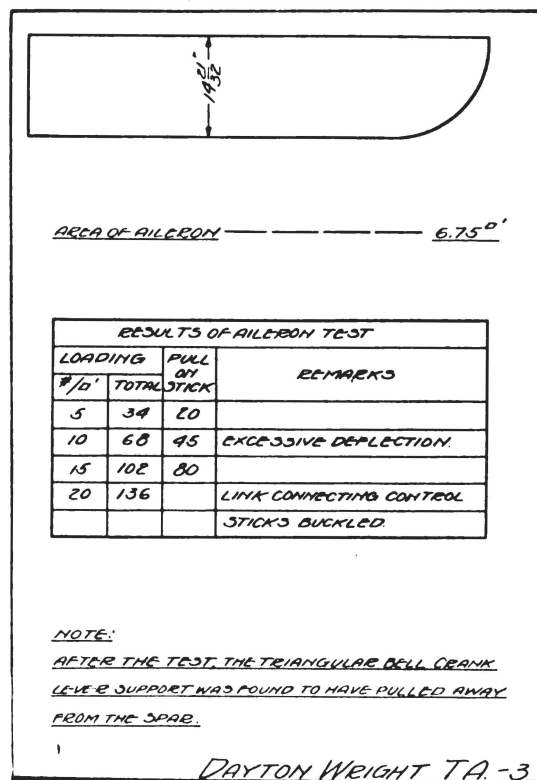 14 21/32"
AREA OF AILERON — — — — 6.75□'
RESULTS OF AILERON TEST
LOADING PULL ON STICK REMARKS
#/□' TOTAL
5 34 20
10 68 45 EXCESSIVE DEFLECTION.
15 102 80
20 136 LINK CONNECTING CONTROL
STICKS BUCKLED.
NOTE:
AFTER THE TEST, THE TRIANGULAR BELL CRANK
LEVER SUPPORT WAS FOUND TO HAVE PULLED AWAY
FROM THE SPAR.
DAYTON WRIGHT TA.-3